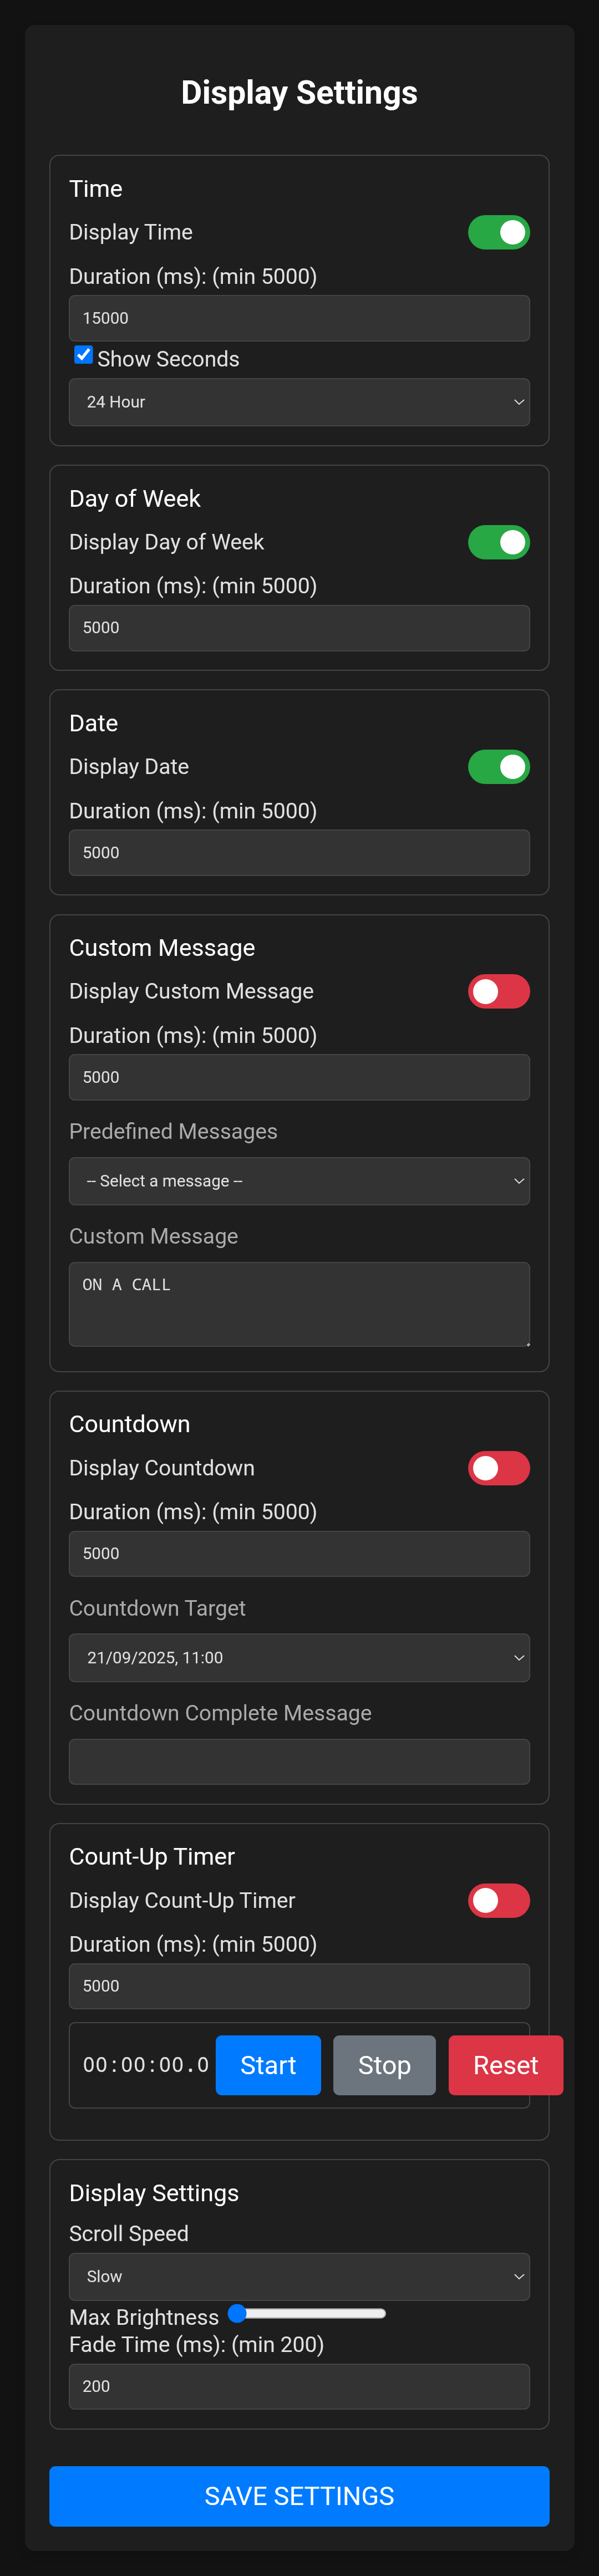 Display Settings
Time
Display Time
Duration (ms): (min 5000)
15000
Show Seconds
24 Hour
Day of Week
Display Day of Week
Duration (ms): (min 5000)
5000
Date
Display Date
Duration (ms): (min 5000)
5000
Custom Message
Display Custom Message
Duration (ms): (min 5000)
5000
Predefined Messages
-- Select a message --
Custom Message
ON A CALL
Countdown
Display Countdown
Duration (ms): (min 5000)
5000
Countdown Target
21/09/2025, 11:00
Countdown Complete Message
Count-Up Timer
Display Count-Up Timer
Duration (ms): (min 5000)
5000
00:00:00.0 Start Stop Reset
Display Settings
Scroll Speed
Slow
Max Brightness
Fade Time (ms): (min 200)
200
SAVE SETTINGS